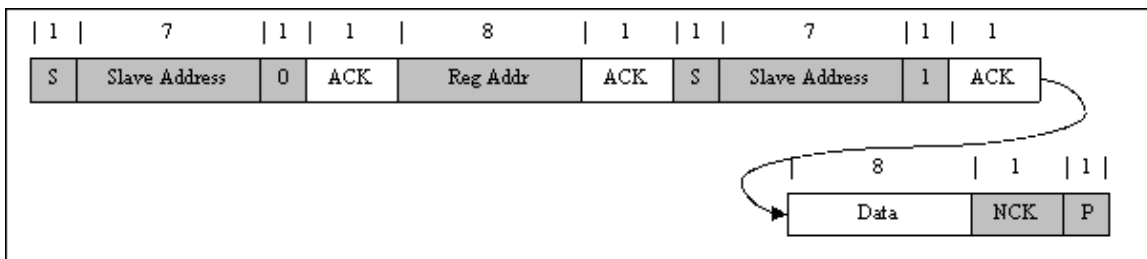 | 1 | 7 | 1 | 1 | 8 | 1 | 1 | 7 | 1 | 1
S Slave Address 0 ACK Reg Addr ACK S Slave Address 1 ACK
| 8 | 1 | 1 |
Data NCK P